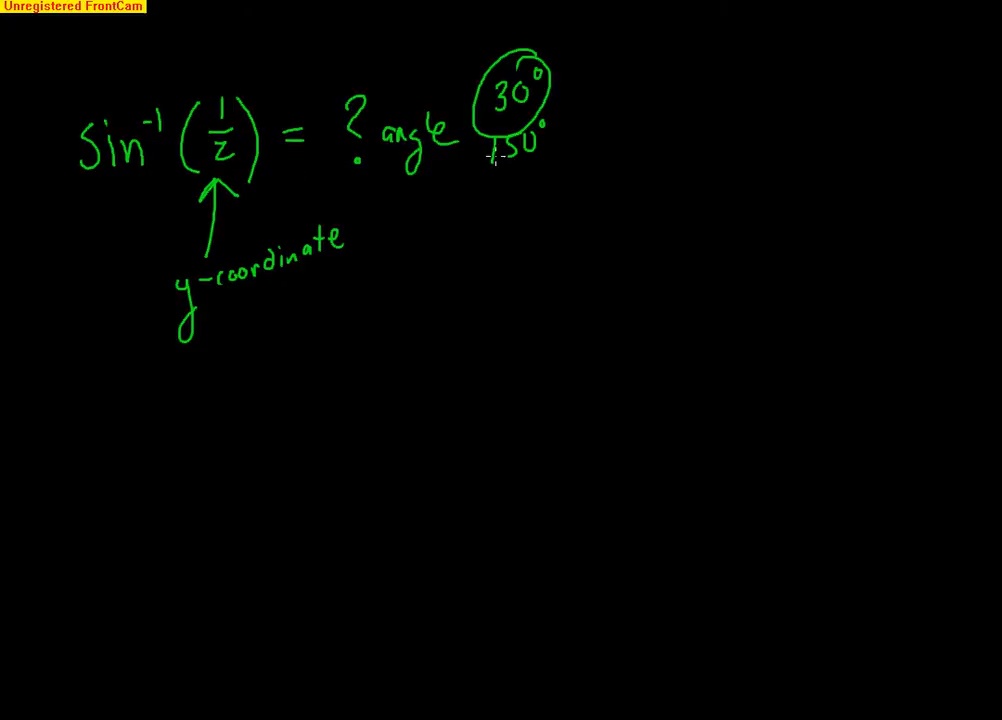 Unregistered FrontCam
sin⁻¹(1/2) = ? angle 30°
150°
y-coordinate